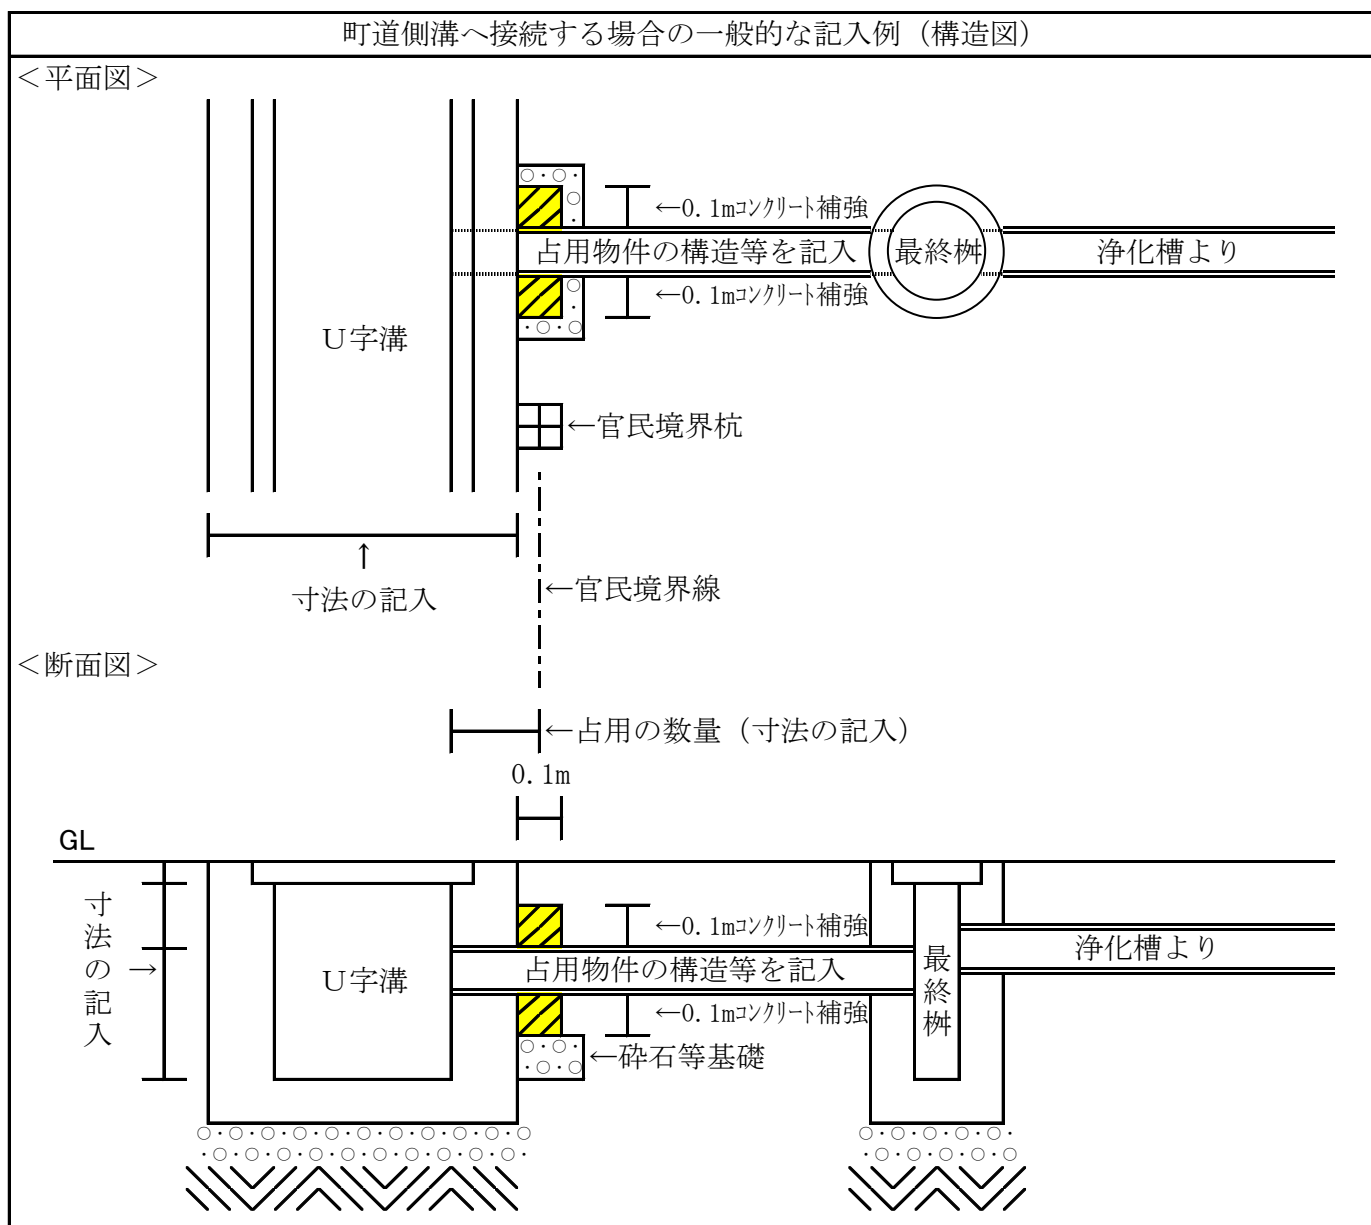 町道側溝へ接続する場合の一般的な記入例（構造図）
＜平面図＞
←0.1mｺﾝｸﾘｰﾄ補強
占用物件の構造等を記入
最終桝
浄化槽より
←0.1mｺﾝｸﾘｰﾄ補強
Ｕ字溝
←官民境界杭
↑
寸法の記入
←官民境界線
＜断面図＞
←占用の数量（寸法の記入）
0.1m
GL
寸法の記入
→
←0.1mｺﾝｸﾘｰﾄ補強
Ｕ字溝
占用物件の構造等を記入
最終桝
浄化槽より
←0.1mｺﾝｸﾘｰﾄ補強
←砕石等基礎